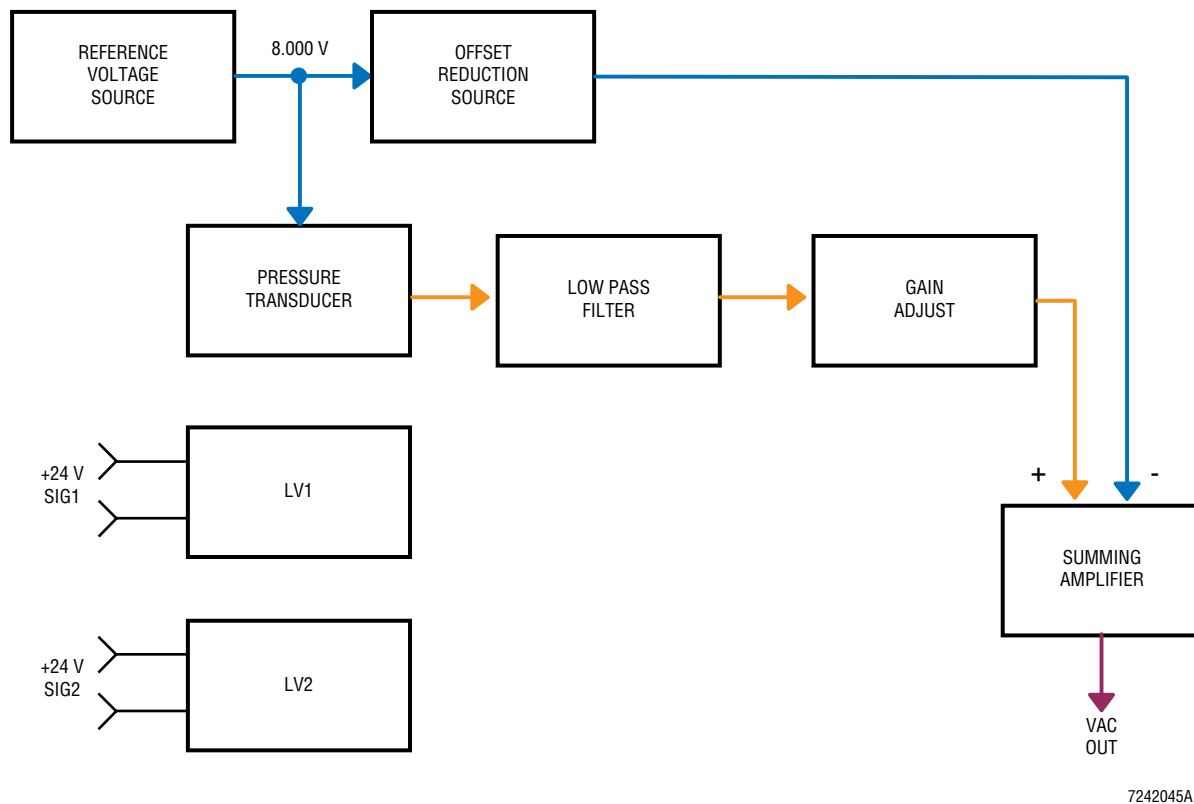 REFERENCE
VOLTAGE
SOURCE
8.000 V
OFFSET
REDUCTION
SOURCE
PRESSURE
TRANSDUCER
LOW PASS
FILTER
GAIN
ADJUST
+24 V
SIG1
LV1
+
-
SUMMING
AMPLIFIER
+24 V
SIG2
LV2
VAC
OUT
7242045A